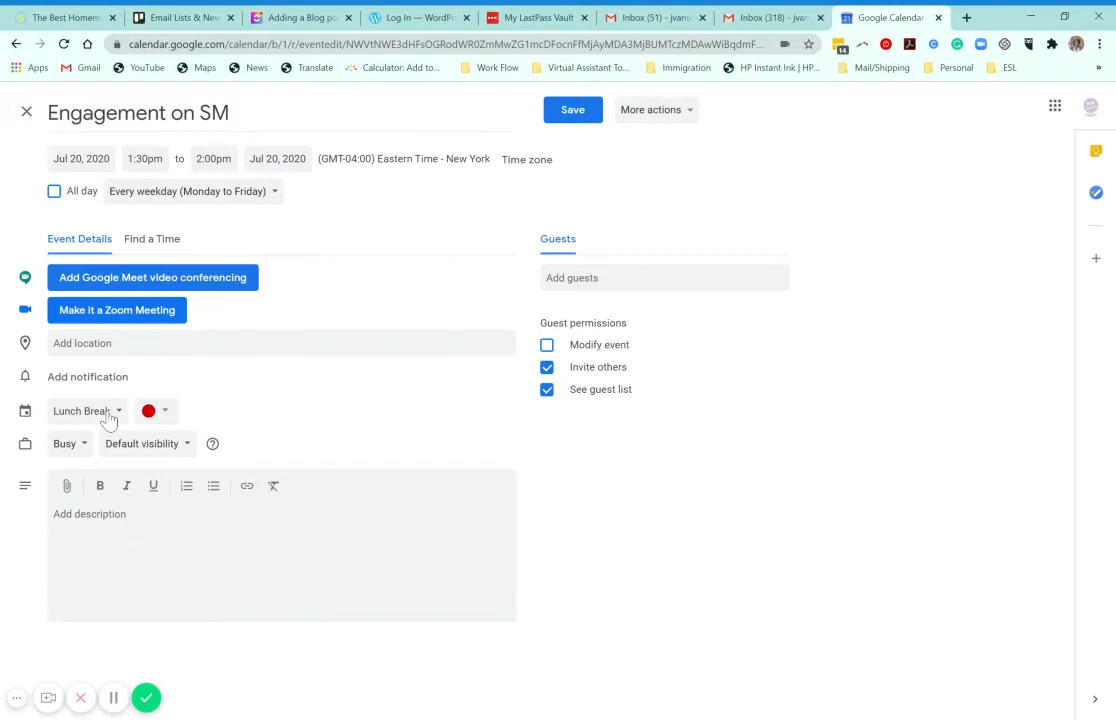 The Best Homema
Email Lists & New
Adding a Blog po
Log In — WordPr
My LastPass Vault
Inbox (51) - jvans
Inbox (318) - jvan
21 Google Calendar
calendar.google.com/calendar/b/1/r/eventedit/NWVtNWE3dHFsOGRodWR0ZmMwZG1mcDFocnFfMjAyMDA3MjBUMTczMDAwWiBqdmF...
14
Apps
Gmail
YouTube
Maps
News
Translate
Calculator: Add to...
Work Flow
Virtual Assistant To...
Immigration
HP Instant Ink | HP...
Mail/Shipping
Personal
ESL
»
Engagement on SM
Save
More actions
Jul 20, 2020
1:30pm
to
2:00pm
Jul 20, 2020
(GMT-04:00) Eastern Time - New York
Time zone
All day
Every weekday (Monday to Friday)
Event Details
Find a Time
Guests
Add Google Meet video conferencing
Add guests
Make it a Zoom Meeting
Guest permissions
Add location
Modify event
Invite others
Add notification
See guest list
Lunch Break
Busy
Default visibility
B I U
Add description